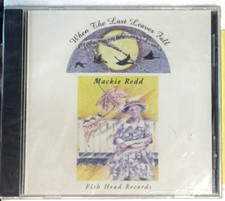 When The Last Leaves Fall
Mackie Redd
Fish Head Records